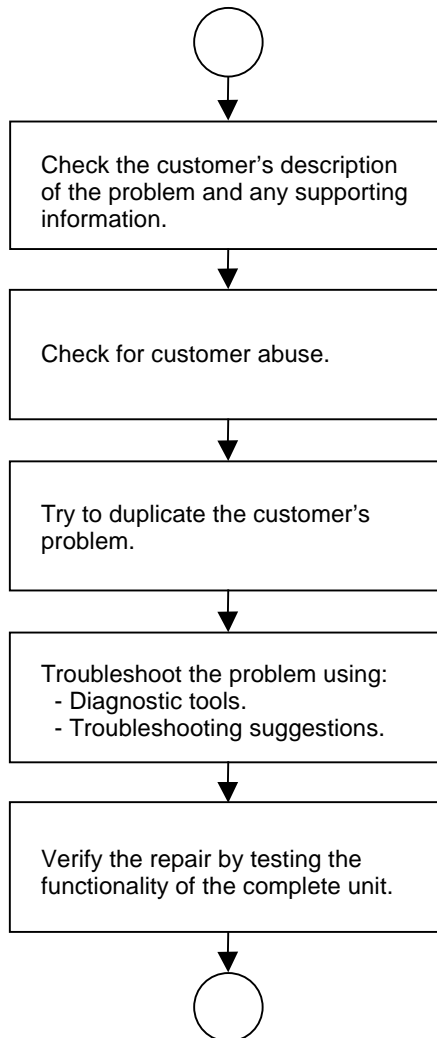 Check the customer’s description
of the problem and any supporting
information.
Check for customer abuse.
Try to duplicate the customer’s
problem.
Troubleshoot the problem using:
- Diagnostic tools.
- Troubleshooting suggestions.
Verify the repair by testing the
functionality of the complete unit.